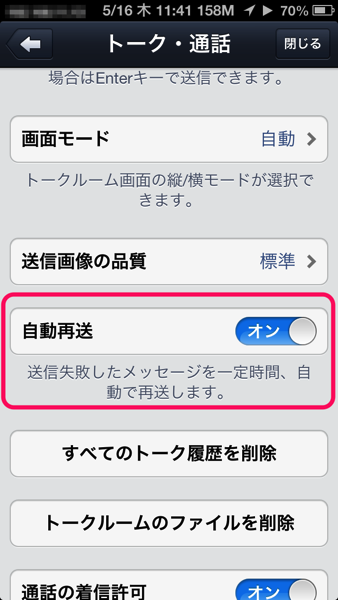 5/16 木 11:41 158M 70%
トーク・通話
閉じる
場合はEnterキーで送信できます。
画面モード 自動
トークルーム画面の縦/横モードが選択で
きます。
送信画像の品質 標準
自動再送 オン
送信失敗したメッセージを一定時間、自
動で再送します。
すべてのトーク履歴を削除
トークルームのファイルを削除
通話の着信許可 オン